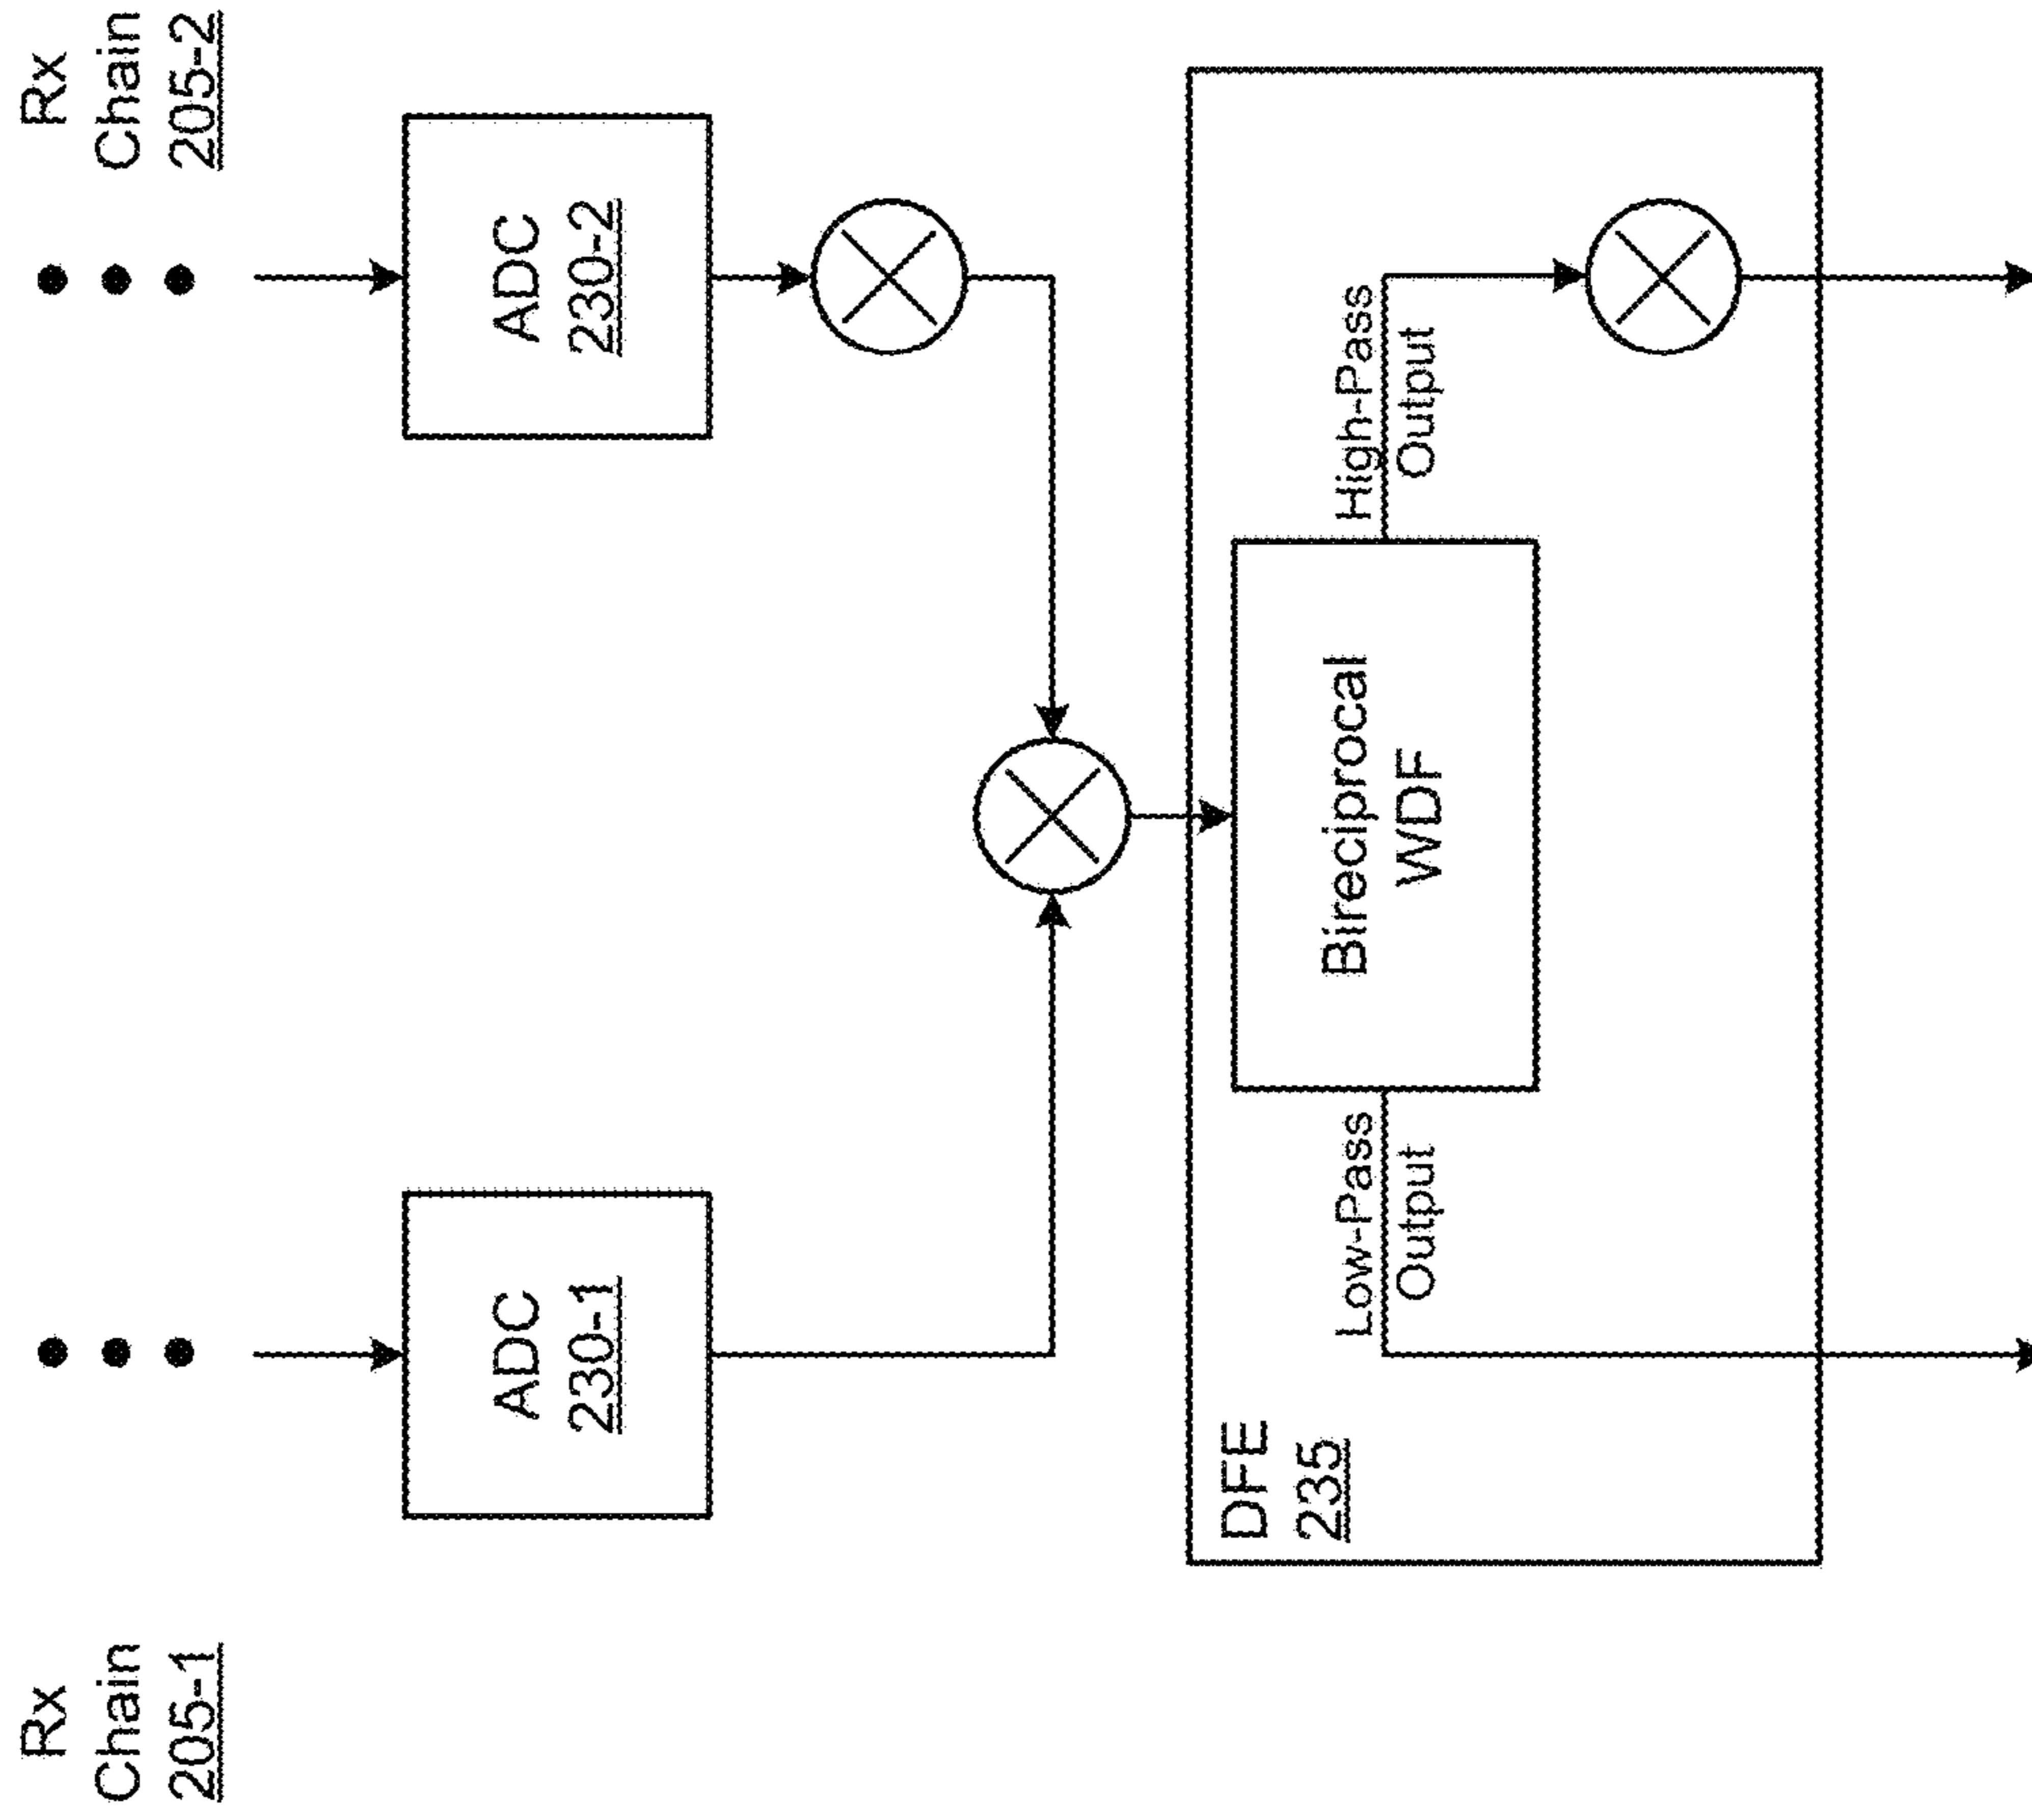 Rx
Chain
205-1
Rx
Chain
205-2
ADC
230-1
ADC
230-2
DFE
235
Low-Pass
Output
Bireciprocal
WDF
High-Pass
Output